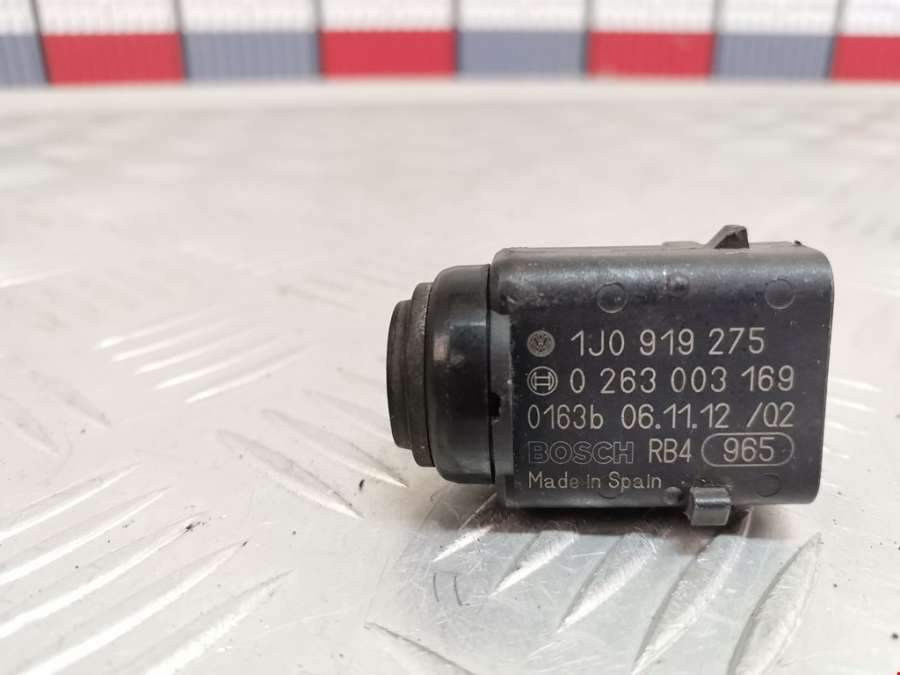 1J0 919 275
0 263 003 169
0163b 06.11.12 /02
BOSCH RB4 965
Made in Spain